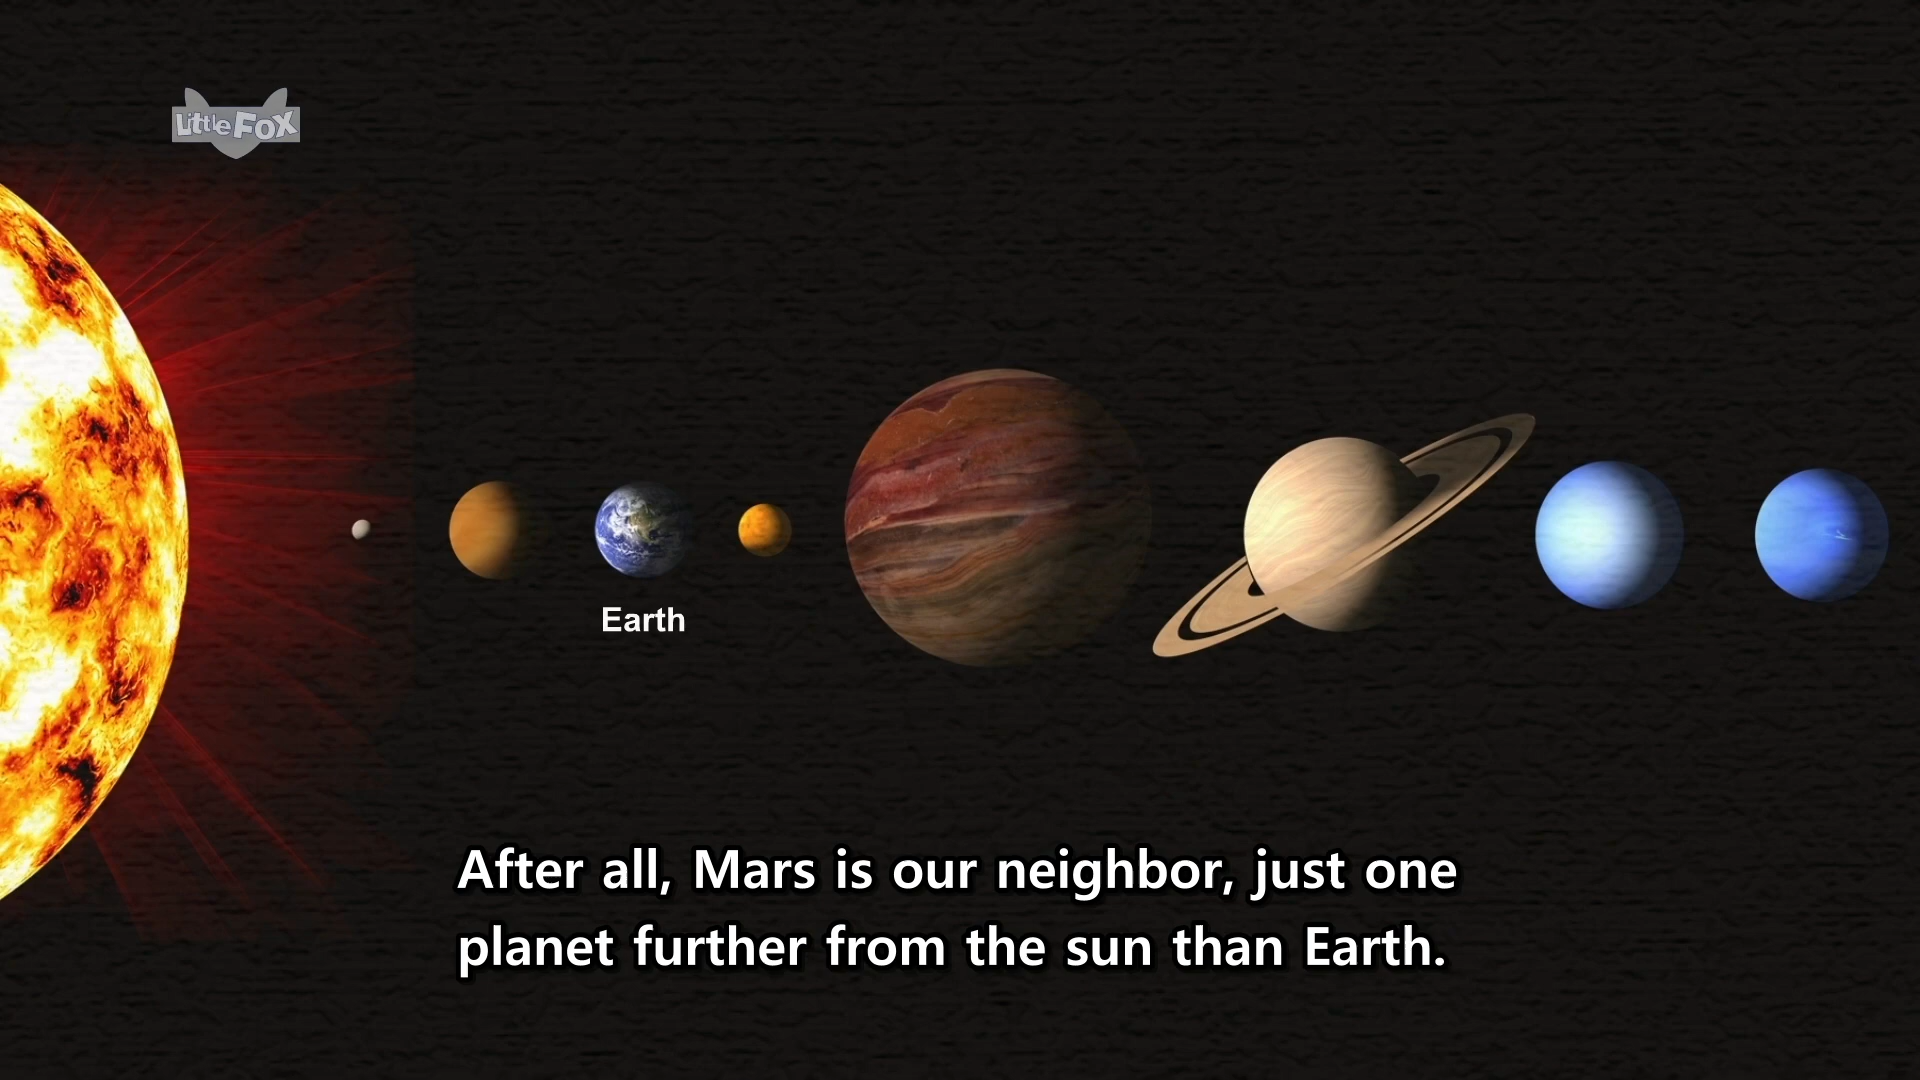 Little Fox
Earth
After all, Mars is our neighbor, just one
planet further from the sun than Earth.